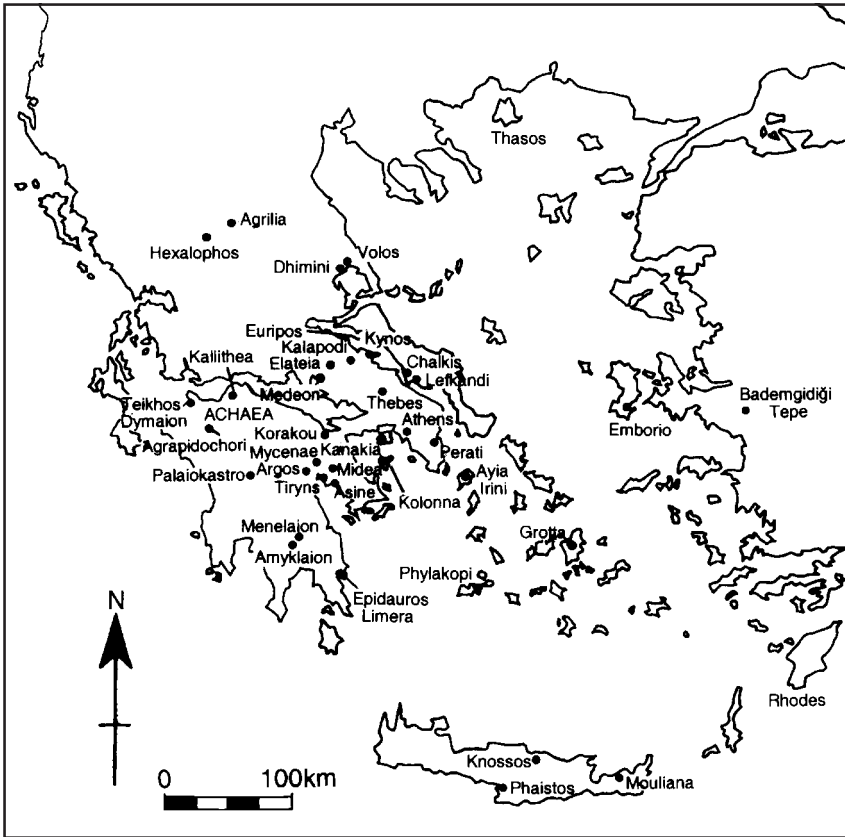 Thasos
Agrilia
Hexalophos
Volos
Dhimini
Euripos
Kynos
Kalapodi
Kallithea
Elateia
Chalkis
Lefkandi
Medeon
Thebes
Teikhos
Dymaion
ACHAEA
Athens
Bademgidiği
Tepe
Emborio
Agrapidochori
Korakou
Perati
Mycenae
Kanakia
Palaiokastro
Argos
Midea
Ayia
Irini
Tiryns
Asine
Kolonna
Menelaion
Grotta
Amyklaion
Phylakopi
Epidauros
Limera
N
Rhodes
Knossos
0 100km
Phaistos
Mouliana